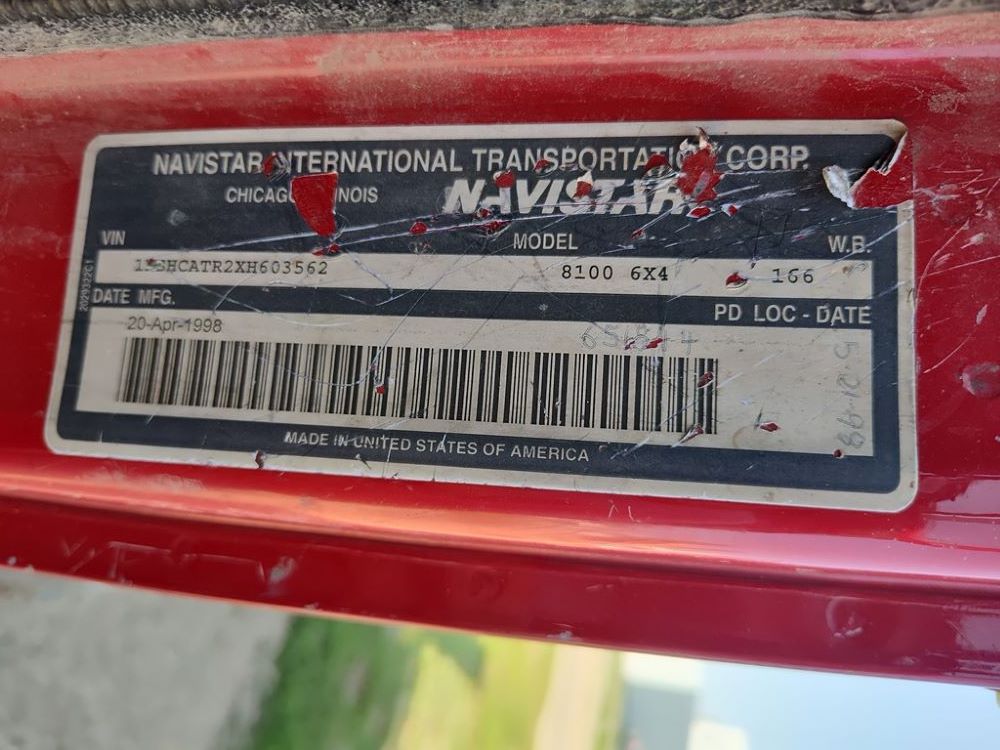 NAVISTAR INTERNATIONAL TRANSPORTATION CORP.
CHICAGO, ILLINOIS NAVISTAR
VIN MODEL W.B.
8100 6X4 166
DATE MFG. PD LOC - DATE
20-Apr-1998
MADE IN UNITED STATES OF AMERICA